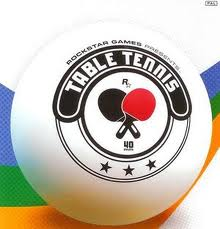 PAL
ROCKSTAR GAMES PRESENTS
TABLE TENNIS
R
40